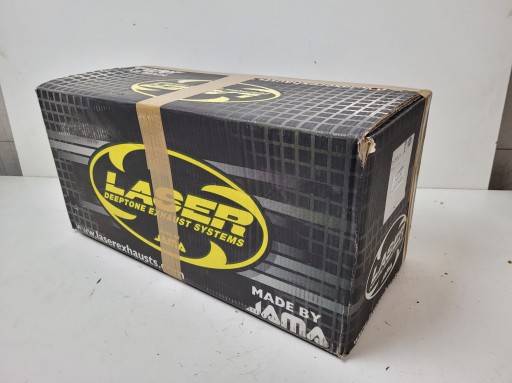 LASER
DEEPTONE EXHAUST SYSTEMS
JAMA
www.laserexhausts.com
MADE BY
JAMA